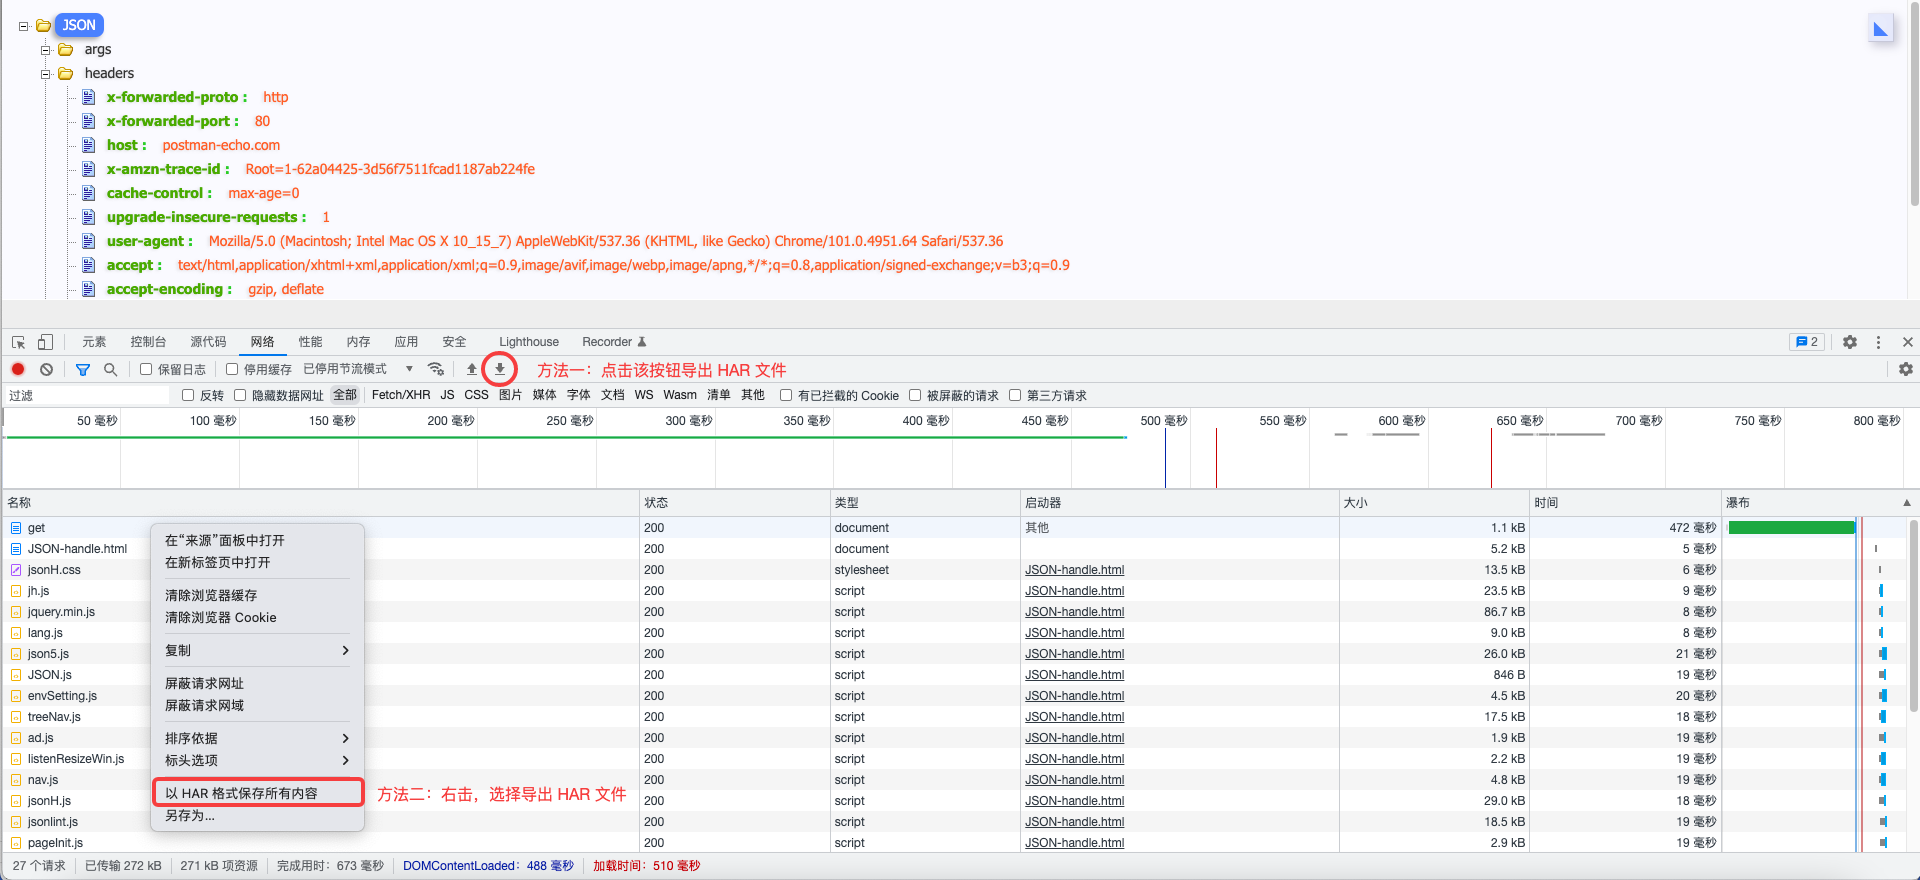 JSON
args
headers
x-forwarded-proto : http
x-forwarded-port : 80
host : postman-echo.com
x-amzn-trace-id : Root=1-62a04425-3d56f7511fcad1187ab224fe
cache-control : max-age=0
upgrade-insecure-requests : 1
user-agent : Mozilla/5.0 (Macintosh; Intel Mac OS X 10_15_7) AppleWebKit/537.36 (KHTML, like Gecko) Chrome/101.0.4951.64 Safari/537.36
accept : text/html,application/xhtml+xml,application/xml;q=0.9,image/avif,image/webp,image/apng,*/*;q=0.8,application/signed-exchange;v=b3;q=0.9
accept-encoding : gzip, deflate
元素 控制台 源代码 网络 性能 内存 应用 安全 Lighthouse Recorder 2
保留日志 停用缓存 已停用节流模式 方法一：点击该按钮导出 HAR 文件
过滤 反转 隐藏数据网址 全部 Fetch/XHR JS CSS 图片 媒体 字体 文档 WS Wasm 清单 其他 有已拦截的 Cookie 被屏蔽的请求 第三方请求
50 毫秒 100 毫秒 150 毫秒 200 毫秒 250 毫秒 300 毫秒 350 毫秒 400 毫秒 450 毫秒 500 毫秒 550 毫秒 600 毫秒 650 毫秒 700 毫秒 750 毫秒 800 毫秒
名称 状态 类型 启动器 大小 时间 瀑布
get 200 document 其他 1.1 kB 472 毫秒
JSON-handle.html 200 document 5.2 kB 5 毫秒
jsonH.css 200 stylesheet JSON-handle.html 13.5 kB 6 毫秒
jh.js 200 script JSON-handle.html 23.5 kB 9 毫秒
jquery.min.js 200 script JSON-handle.html 86.7 kB 8 毫秒
lang.js 200 script JSON-handle.html 9.0 kB 8 毫秒
json5.js 200 script JSON-handle.html 26.0 kB 21 毫秒
JSON.js 200 script JSON-handle.html 846 B 19 毫秒
envSetting.js 200 script JSON-handle.html 4.5 kB 20 毫秒
treeNav.js 200 script JSON-handle.html 17.5 kB 18 毫秒
ad.js 200 script JSON-handle.html 1.9 kB 19 毫秒
listenResizeWin.js 200 script JSON-handle.html 2.2 kB 19 毫秒
nav.js 200 script JSON-handle.html 4.8 kB 19 毫秒
jsonH.js 200 script JSON-handle.html 29.0 kB 18 毫秒
jsonlint.js 200 script JSON-handle.html 18.5 kB 19 毫秒
pageInit.js 200 script JSON-handle.html 2.9 kB 19 毫秒
在“来源”面板中打开
在新标签页中打开
清除浏览器缓存
清除浏览器 Cookie
复制
屏蔽请求网址
屏蔽请求网域
排序依据
标头选项
以 HAR 格式保存所有内容
另存为...
方法二：右击，选择导出 HAR 文件
27 个请求 已传输 272 kB 271 kB 项资源 完成用时：673 毫秒 DOMContentLoaded：488 毫秒 加载时间：510 毫秒